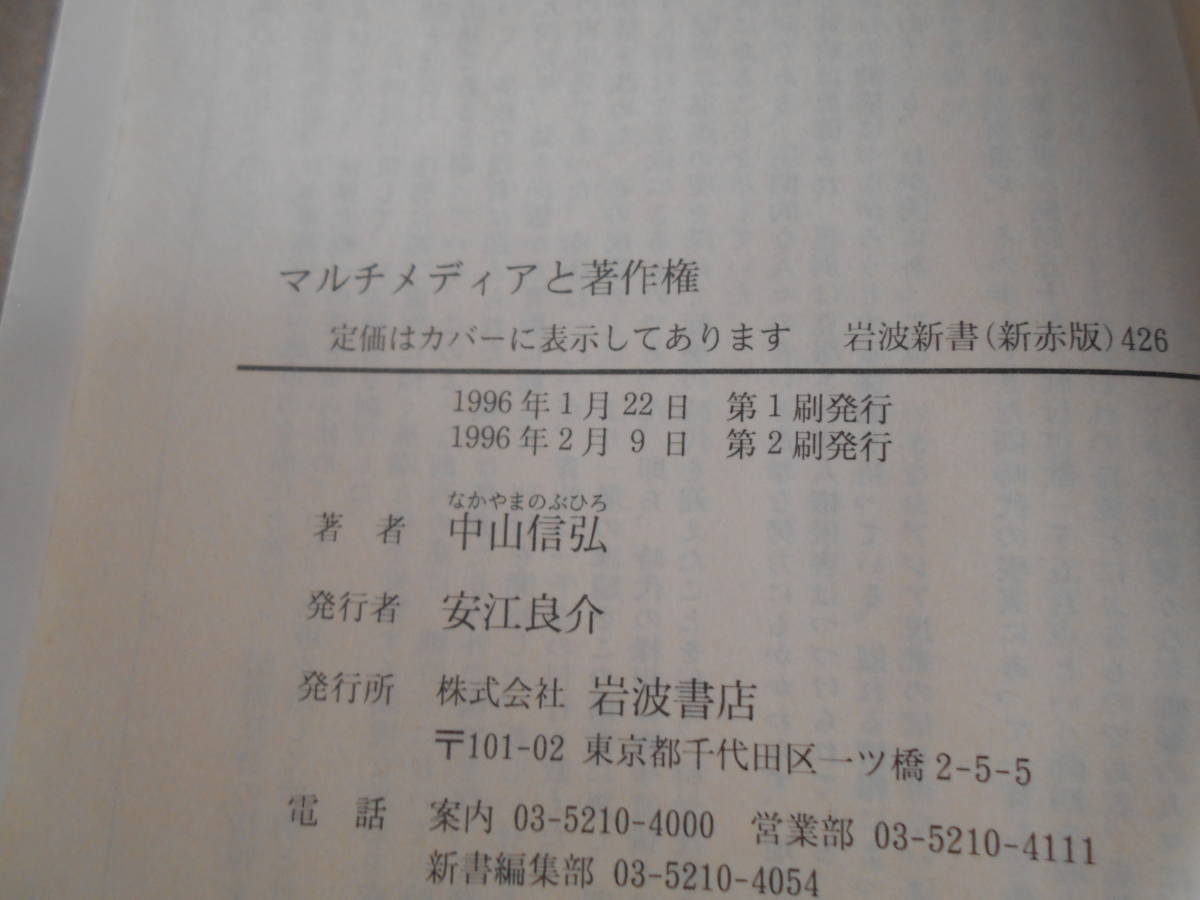 マルチメディアと著作権
定価はカバーに表示してあります 岩波新書(新赤版)426
1996年1月22日 第1刷発行
1996年2月9日 第2刷発行
なかやまのぶひろ
著者 中山信弘
発行者 安江良介
発行所 株式会社 岩波書店
〒101-02 東京都千代田区一ツ橋2-5-5
電話 案内 03-5210-4000 営業部 03-5210-4111
新書編集部 03-5210-4054